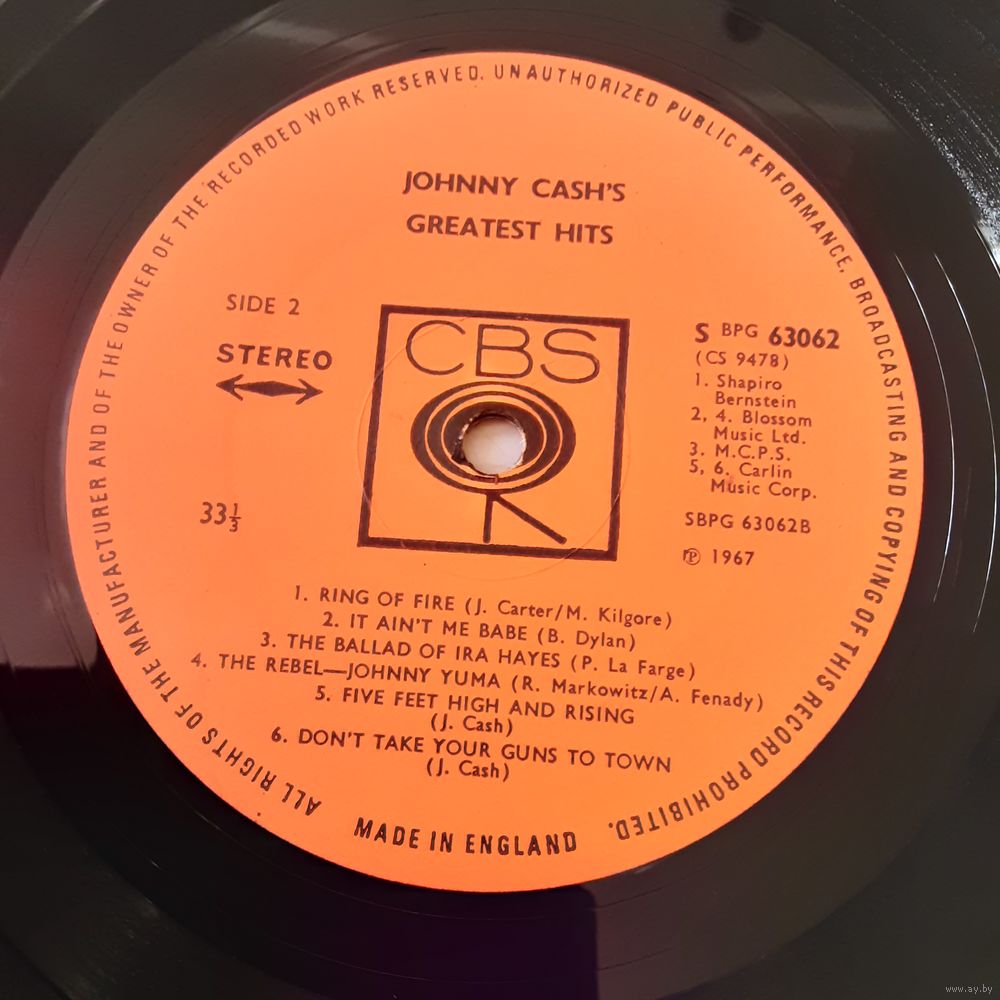 ALL RIGHTS OF THE MANUFACTURER AND OF THE OWNER OF THE RECORDED WORK RESERVED. UNAUTHORIZED PUBLIC PERFORMANCE, BROADCASTING AND COPYING OF THIS RECORD PROHIBITED.
JOHNNY CASH'S
GREATEST HITS
SIDE 2
STEREO
33⅓
CBS
S BPG 63062
(CS 9478)
1. Shapiro
Bernstein
2, 4. Blossom
Music Ltd.
3. M.C.P.S.
5, 6. Carlin
Music Corp.
SBPG 63062B
℗ 1967
1. RING OF FIRE (J. Carter/M. Kilgore)
2. IT AIN'T ME BABE (B. Dylan)
3. THE BALLAD OF IRA HAYES (P. La Farge)
4. THE REBEL—JOHNNY YUMA (R. Markowitz/A. Fenady)
5. FIVE FEET HIGH AND RISING
(J. Cash)
6. DON'T TAKE YOUR GUNS TO TOWN
(J. Cash)
MADE IN ENGLAND
www.ay.by